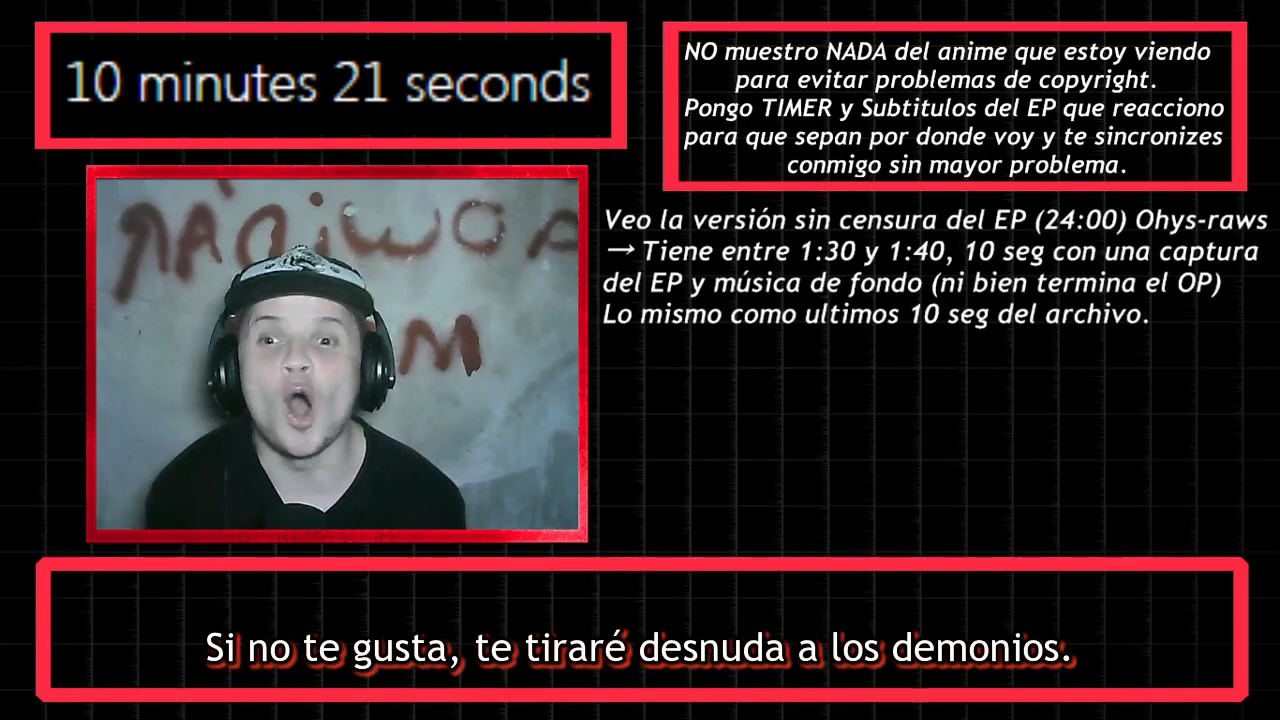 10 minutes 21 seconds
NO muestro NADA del anime que estoy viendo
para evitar problemas de copyright.
Pongo TIMER y Subtitulos del EP que reacciono
para que sepan por donde voy y te sincronizes
conmigo sin mayor problema.
Veo la versión sin censura del EP (24:00) Ohys-raws
→ Tiene entre 1:30 y 1:40, 10 seg con una captura
del EP y música de fondo (ni bien termina el OP)
Lo mismo como ultimos 10 seg del archivo.
Si no te gusta, te tiraré desnuda a los demonios.